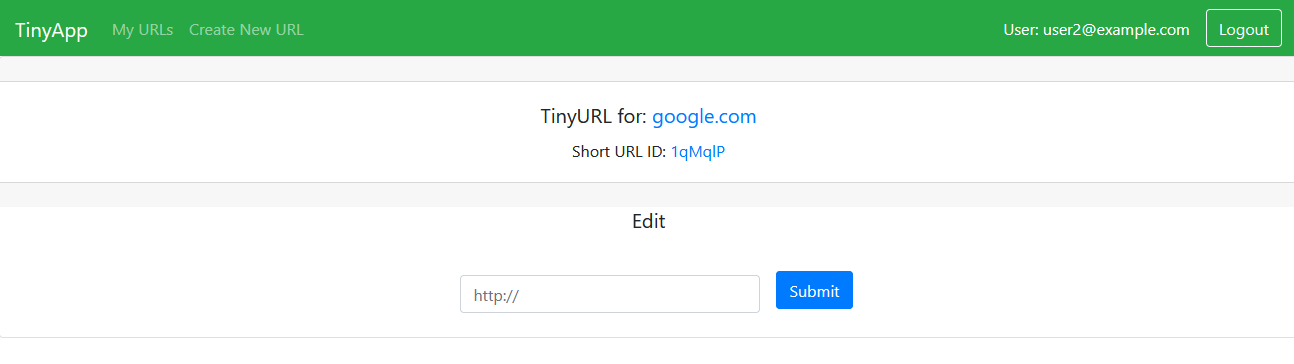 TinyApp My URLs Create New URL User: user2@example.com Logout
TinyURL for: google.com
Short URL ID: 1qMqlP
Edit
http:// Submit